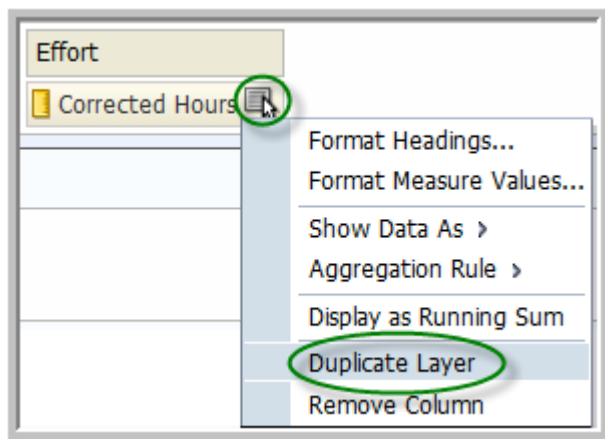 Effort
Corrected Hours
Format Headings...
Format Measure Values...
Show Data As
Aggregation Rule
Display as Running Sum
Duplicate Layer
Remove Column